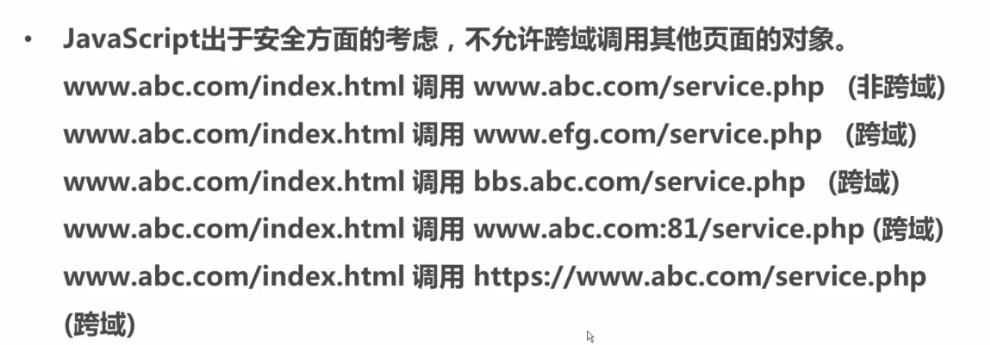 • JavaScript出于安全方面的考虑，不允许跨域调用其他页面的对象。
www.abc.com/index.html 调用 www.abc.com/service.php (非跨域)
www.abc.com/index.html 调用 www.efg.com/service.php (跨域)
www.abc.com/index.html 调用 bbs.abc.com/service.php (跨域)
www.abc.com/index.html 调用 www.abc.com:81/service.php (跨域)
www.abc.com/index.html 调用 https://www.abc.com/service.php
(跨域)